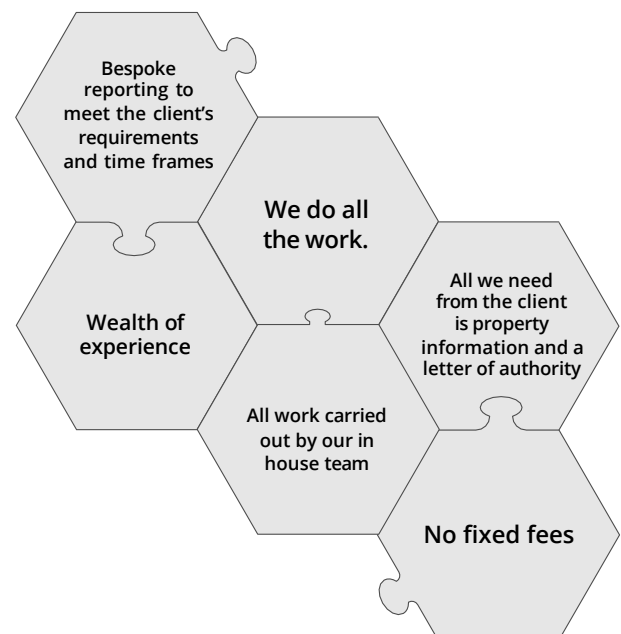 Bespoke
reporting to
meet the client's
requirements
and time frames
We do all
the work.
All we need
from the client
is property
information and a
letter of authority
Wealth of
experience
All work carried
out by our in
house team
No fixed fees